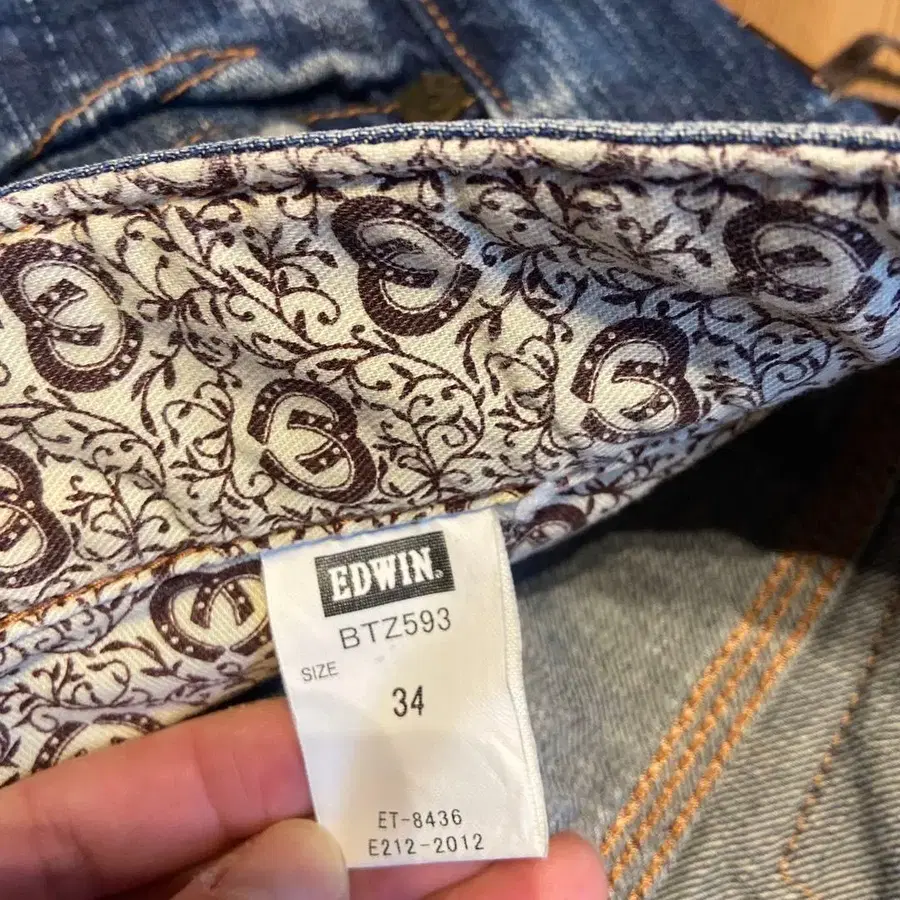 EDWIN.
BTZ593
SIZE
34
ET-8436
E212-2012